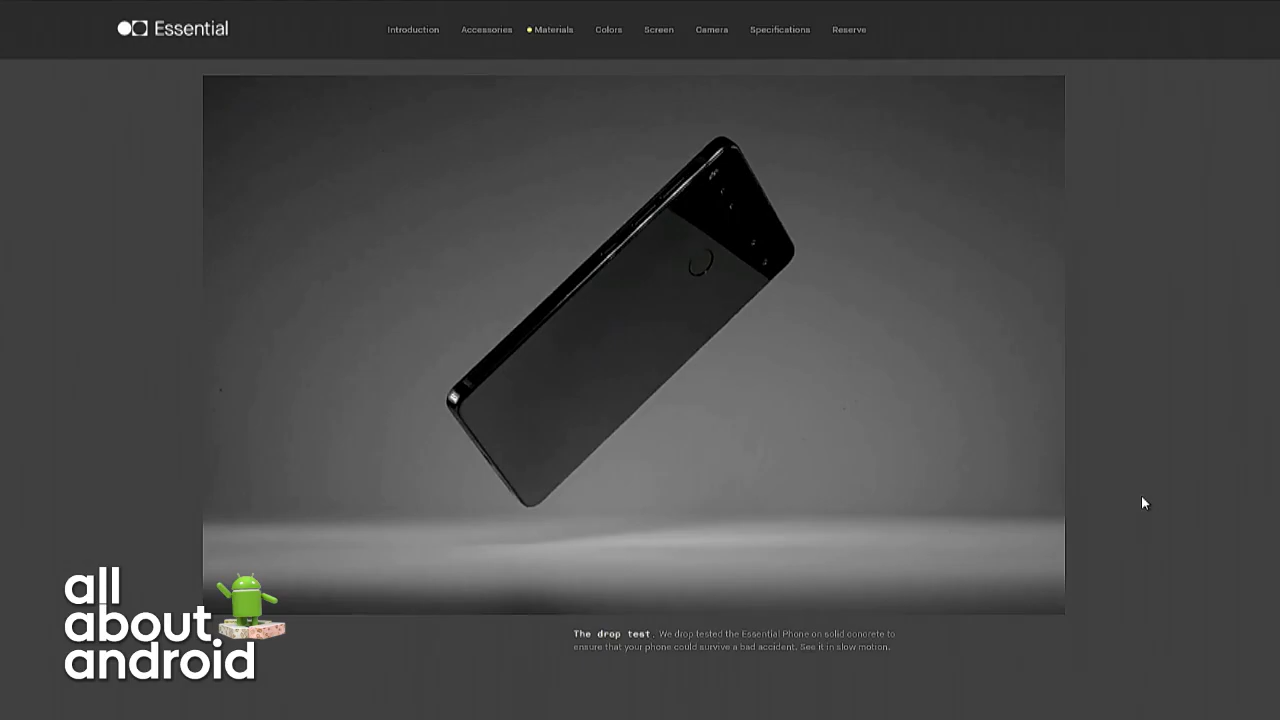 Essential
Introduction Accessories Materials Colors Screen Camera Specifications Reserve
The drop test. We drop tested the Essential Phone on solid concrete to
ensure that your phone could survive a bad accident. See it in slow motion.
all
about
android